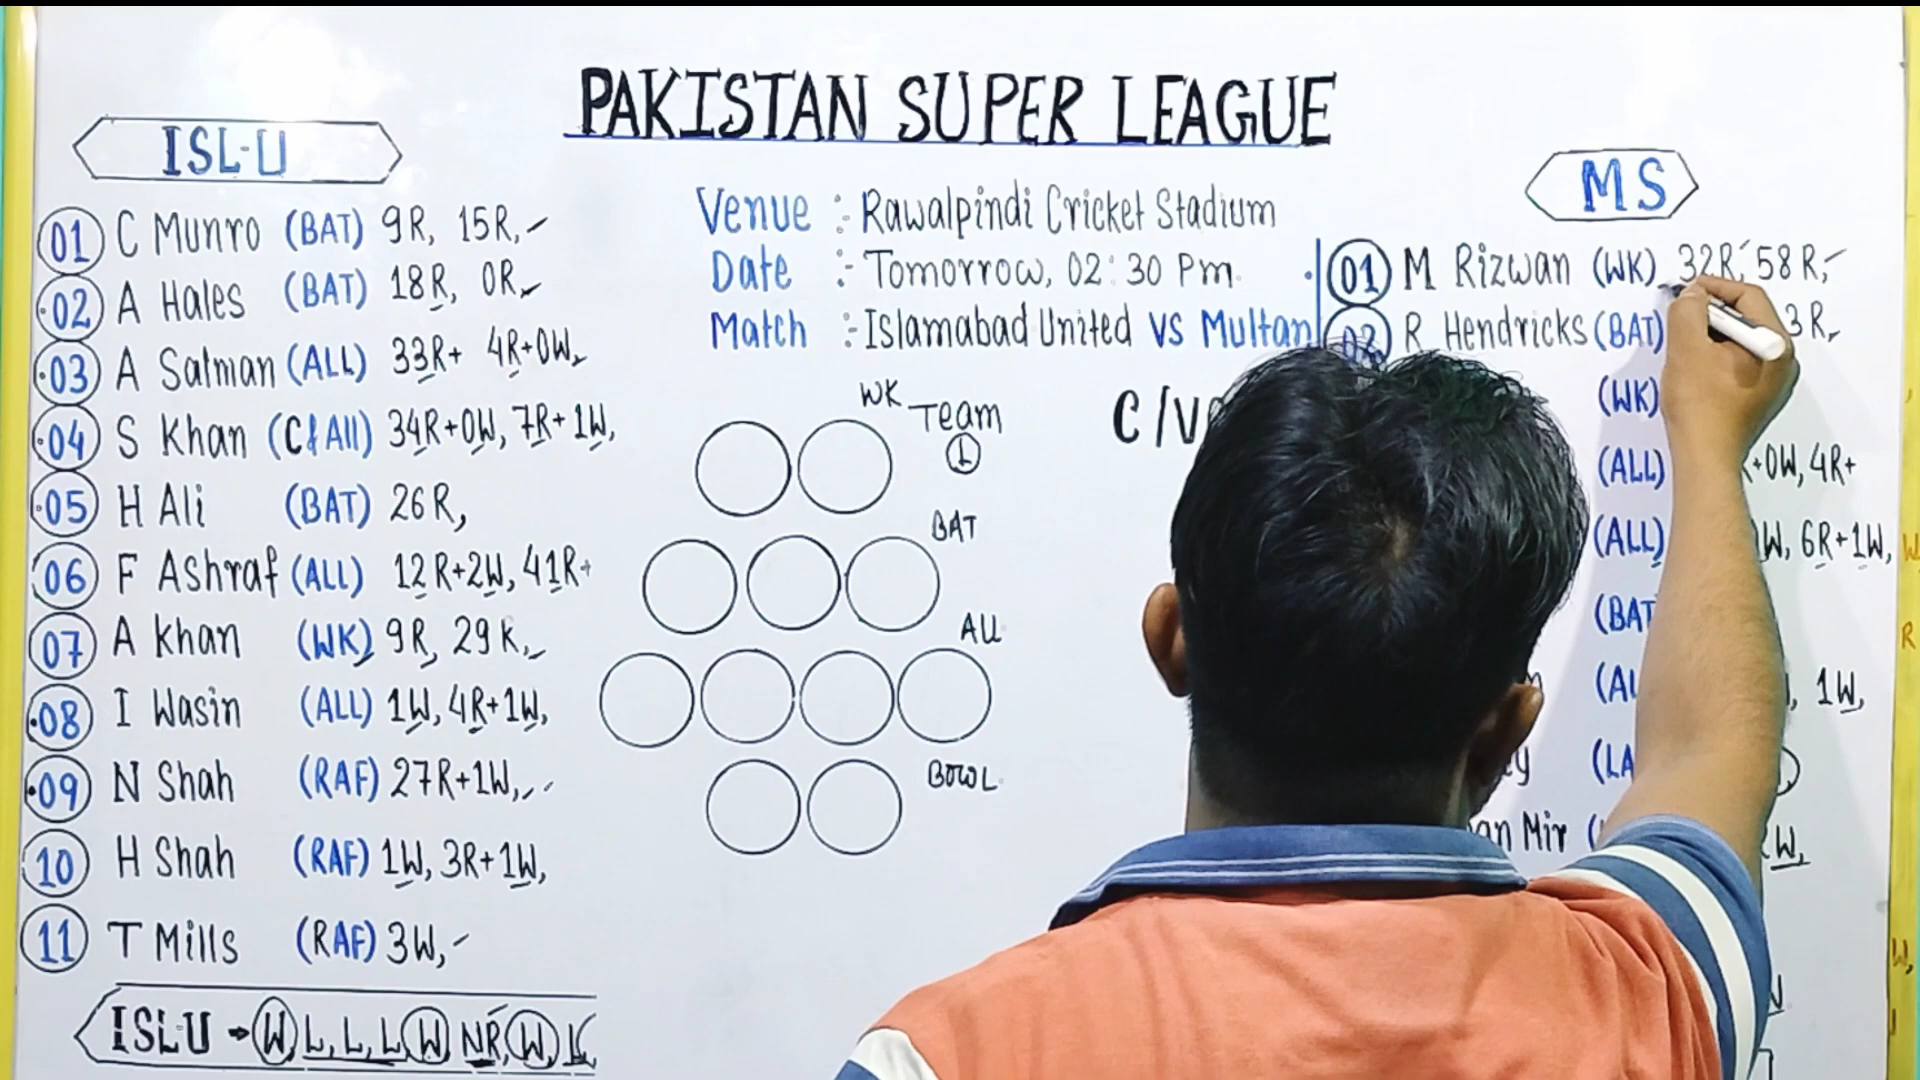 PAKISTAN SUPER LEAGUE
ISL-U
01 C Munro (BAT) 9R, 15R,-
02 A Hales (BAT) 18R, 0R,
03 A Salman (ALL) 33R+ 4R+0W,
04 S Khan (C&All) 34R+0W, 7R+1W,
05 H Ali (BAT) 26R,
06 F Ashraf (ALL) 12R+2W, 41R+
07 A Khan (WK) 9R, 29R,
08 I Wasin (ALL) 1W, 4R+1W,
09 N Shah (RAF) 27R+1W,
10 H Shah (RAF) 1W, 3R+1W,
11 T Mills (RAF) 3W,-
ISLU → W, L, L, L, W, NR, W, L
Venue :- Rawalpindi Cricket Stadium
Date :- Tomorrow, 02:30 Pm
Match :- Islamabad United VS Multan
WK
Team
1
C/V
BAT
ALL
BOWL
MS
01 M Rizwan (WK) 32R, 58R,-
02 R Hendricks (BAT) 3R,
(WK)
(ALL) +0W, 4R+
(ALL) W, 6R+1W,
(BAT
1W,
an Mir
W,